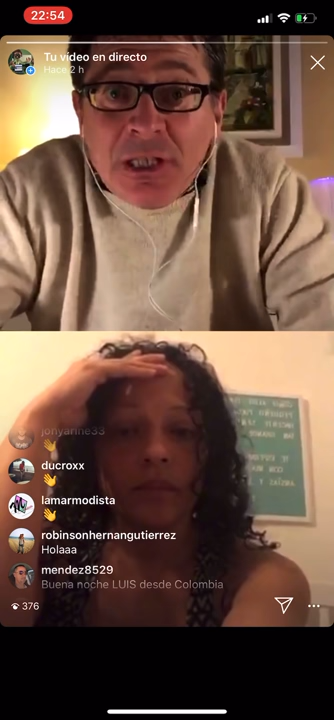 22:54
Tu video en directo
Hace 2 h
jonyarine33
👋
ducroxx
👋
lamarmodista
👋
robinsonhernangutierrez
Holaaa
mendez8529
Buena noche LUIS desde Colombia
376